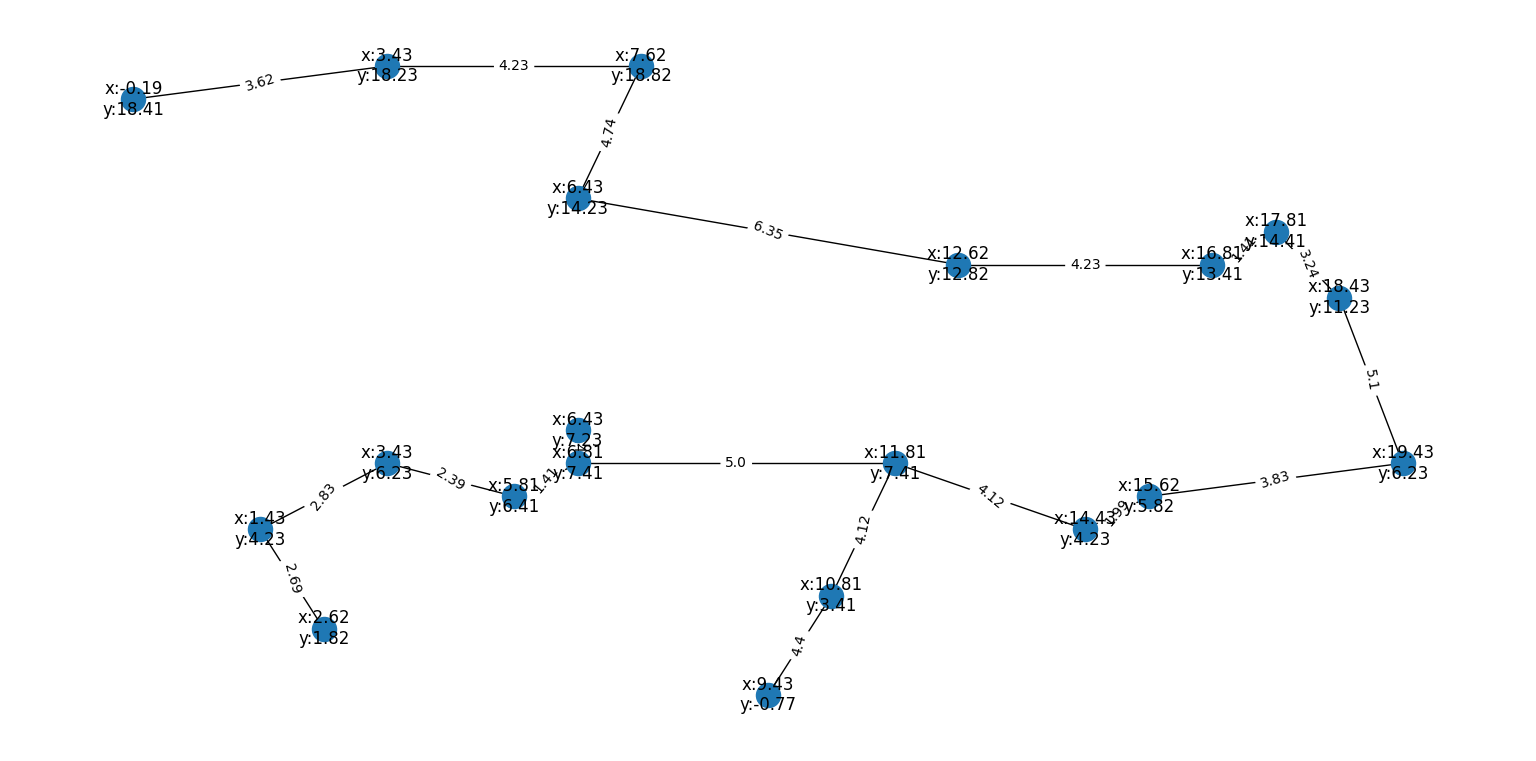 x:-0.19
y:18.41
3.62
x:3.43
y:18.23
4.23
x:7.62
y:18.82
4.74
x:6.43
y:14.23
6.35
x:12.62
y:12.82
4.23
x:16.81
y:13.41
1.41
x:17.81
y:14.41
3.24
x:18.43
y:11.23
5.1
x:19.43
y:6.23
3.83
x:15.62
y:5.82
1.99
x:14.43
y:4.23
4.12
x:11.81
y:7.41
5.0
x:6.43
y:7.23
x:6.81
y:7.41
1.41
x:5.81
y:6.41
2.39
x:3.43
y:6.23
2.83
x:1.43
y:4.23
2.69
x:2.62
y:1.82
4.12
x:10.81
y:3.41
4.4
x:9.43
y:-0.77